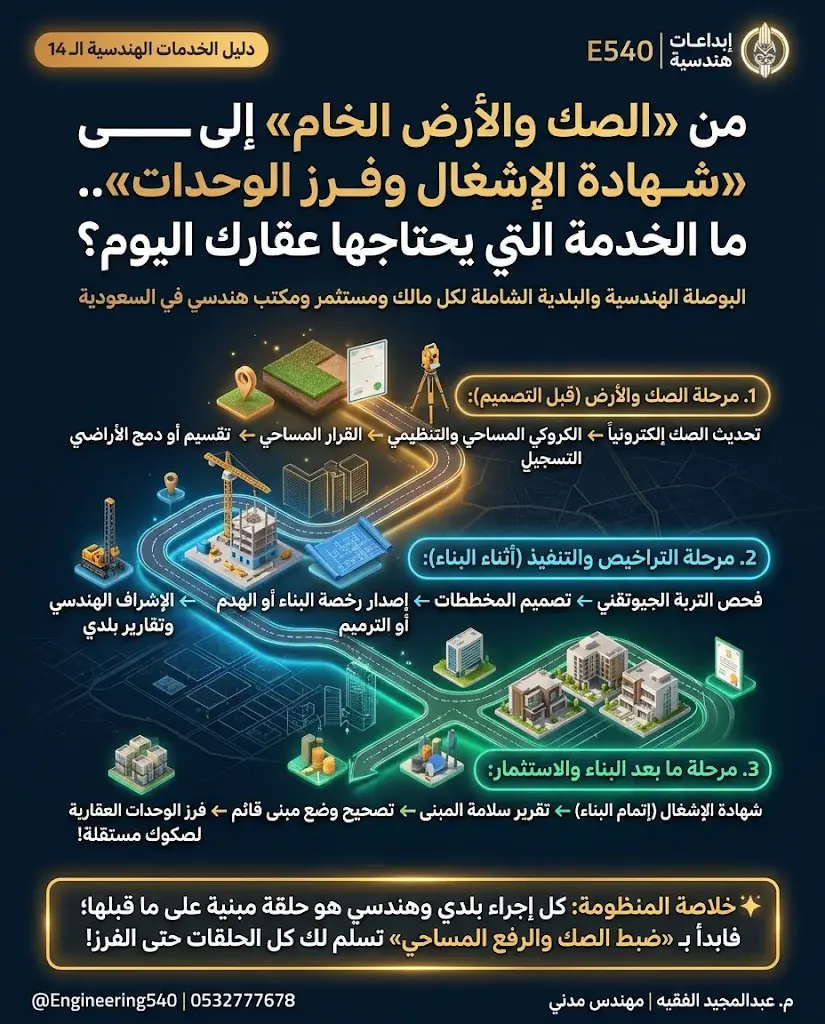 إبداعات
هندسية
E540
دليل الخدمات الهندسية الـ 14
من «الصك والأرض الخام» إلى
«شهادة الإشغال وفرز الوحدات»..
ما الخدمة التي يحتاجها عقارك اليوم؟
البوصلة الهندسية والبلدية الشاملة لكل مالك ومستثمر ومكتب هندسي في السعودية
1. مرحلة الصك والأرض (قبل التصميم):
تحديث الصك إلكترونياً ← الكروكي المساحي والتنظيمي ← القرار المساحي ← تقسيم أو دمج الأراضي
التسجيل
2. مرحلة التراخيص والتنفيذ (أثناء البناء):
فحص التربة الجيوتقني ← تصميم المخططات ← إصدار رخصة البناء أو الهدم ← الإشراف الهندسي
أو الترميم وتقارير بلدي
3. مرحلة ما بعد البناء والاستثمار:
شهادة الإشغال (إتمام البناء) ← تقرير سلامة المبنى ← تصحيح وضع مبنى قائم ← فرز الوحدات العقارية
لصكوك مستقلة!
خلاصة المنظومة: كل إجراء بلدي وهندسي هو حلقة مبنية على ما قبلها؛
فابدأ بـ «ضبط الصك والرفع المساحي» تسلم لك كل الحلقات حتى الفرز!
م. عبدالمجيد الفقيه | مهندس مدني
@Engineering540 | 0532777678